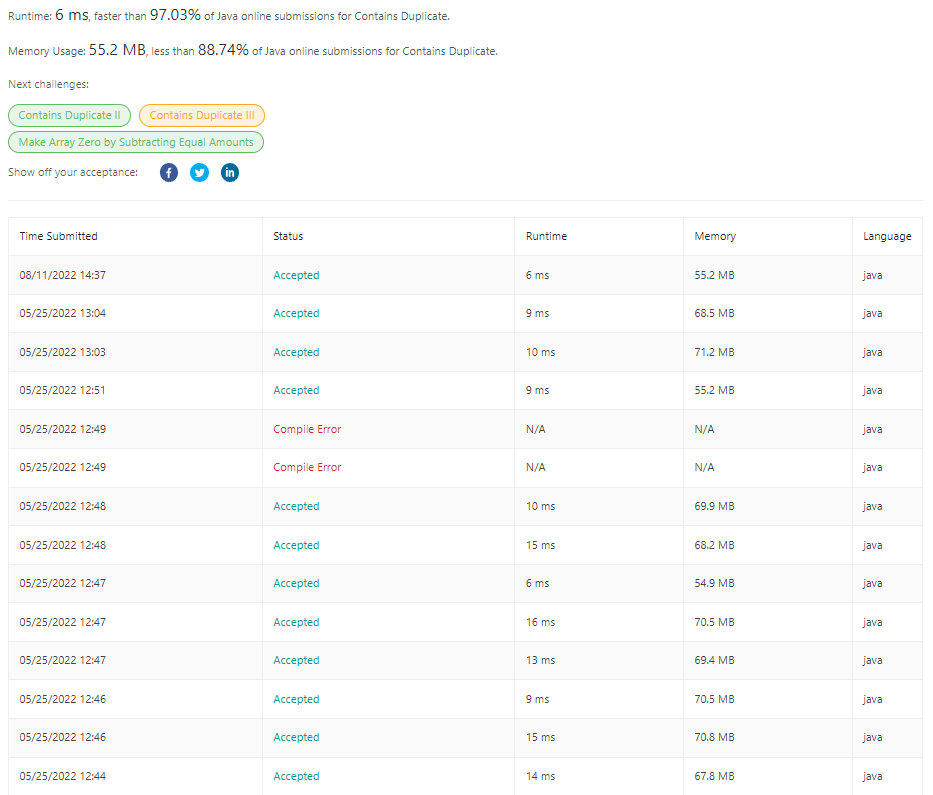 Runtime: 6 ms, faster than 97.03% of Java online submissions for Contains Duplicate.
Memory Usage: 55.2 MB, less than 88.74% of Java online submissions for Contains Duplicate.
Next challenges:
Contains Duplicate II Contains Duplicate III
Make Array Zero by Subtracting Equal Amounts
Show off your acceptance:
Time Submitted Status Runtime Memory Language
08/11/2022 14:37 Accepted 6 ms 55.2 MB java
05/25/2022 13:04 Accepted 9 ms 68.5 MB java
05/25/2022 13:03 Accepted 10 ms 71.2 MB java
05/25/2022 12:51 Accepted 9 ms 55.2 MB java
05/25/2022 12:49 Compile Error N/A N/A java
05/25/2022 12:49 Compile Error N/A N/A java
05/25/2022 12:48 Accepted 10 ms 69.9 MB java
05/25/2022 12:48 Accepted 15 ms 68.2 MB java
05/25/2022 12:47 Accepted 6 ms 54.9 MB java
05/25/2022 12:47 Accepted 16 ms 70.5 MB java
05/25/2022 12:47 Accepted 13 ms 69.4 MB java
05/25/2022 12:46 Accepted 9 ms 70.5 MB java
05/25/2022 12:46 Accepted 15 ms 70.8 MB java
05/25/2022 12:44 Accepted 14 ms 67.8 MB java